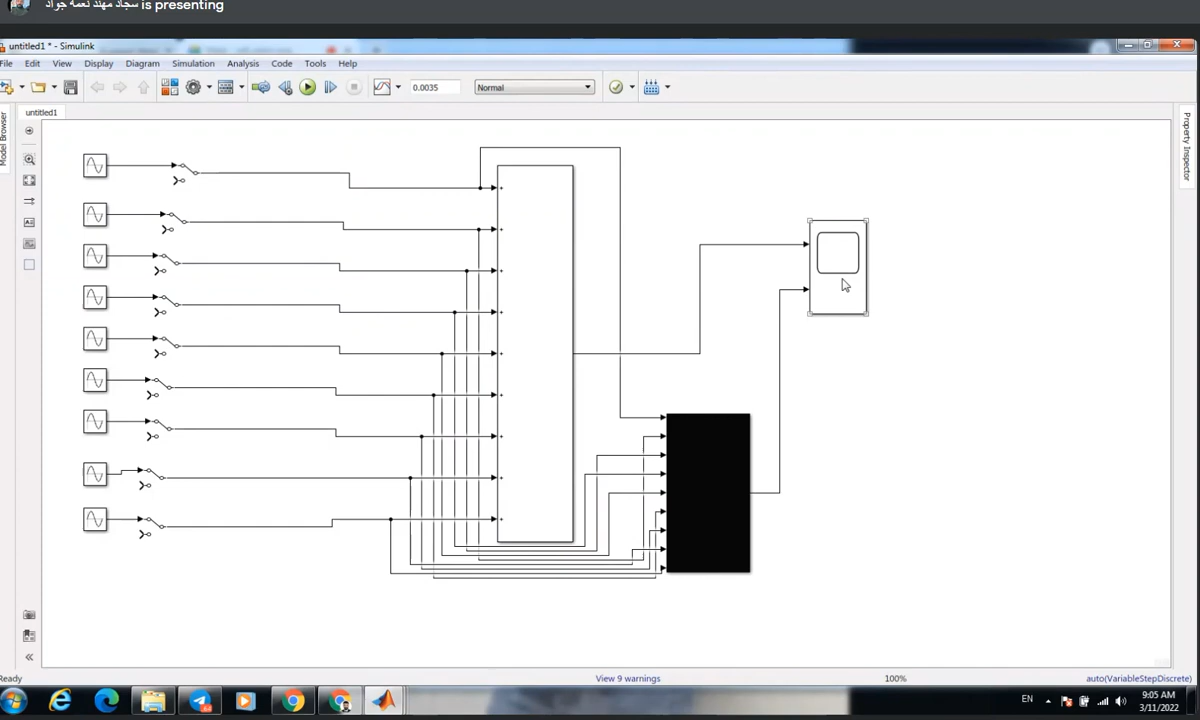 سجاد مهند نعمة جواد is presenting
untitled1 * - Simulink
File Edit View Display Diagram Simulation Analysis Code Tools Help
0.0035 Normal
untitled1
Model Browser
Property Inspector
+
+
+
+
+
+
+
+
+
Ready View 9 warnings 100% auto(VariableStepDiscrete)
EN 9:05 AM
3/11/2022